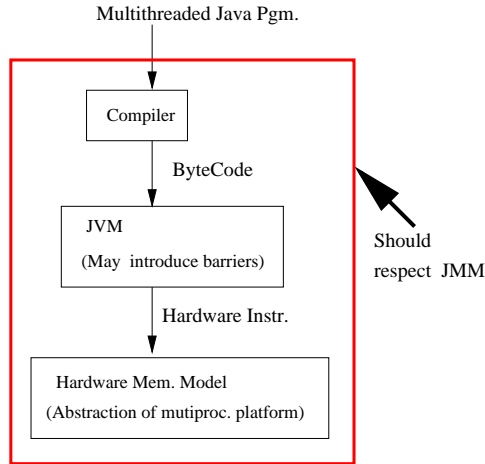 Multithreaded Java Pgm.
Compiler
ByteCode
JVM
(May introduce barriers)
Should
respect JMM
Hardware Instr.
Hardware Mem. Model
(Abstraction of mutiproc. platform)